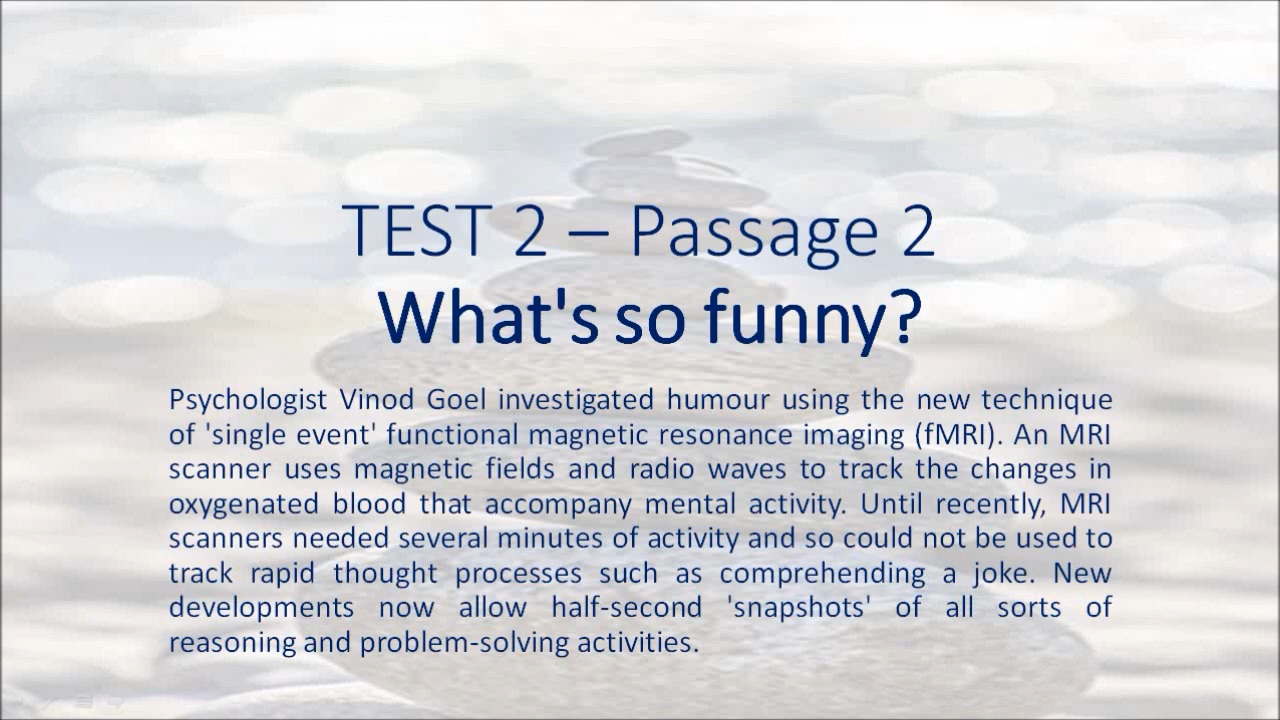 TEST 2 – Passage 2
What's so funny?
Psychologist Vinod Goel investigated humour using the new technique
of 'single event' functional magnetic resonance imaging (fMRI). An MRI
scanner uses magnetic fields and radio waves to track the changes in
oxygenated blood that accompany mental activity. Until recently, MRI
scanners needed several minutes of activity and so could not be used to
track rapid thought processes such as comprehending a joke. New
developments now allow half-second 'snapshots' of all sorts of
reasoning and problem-solving activities.